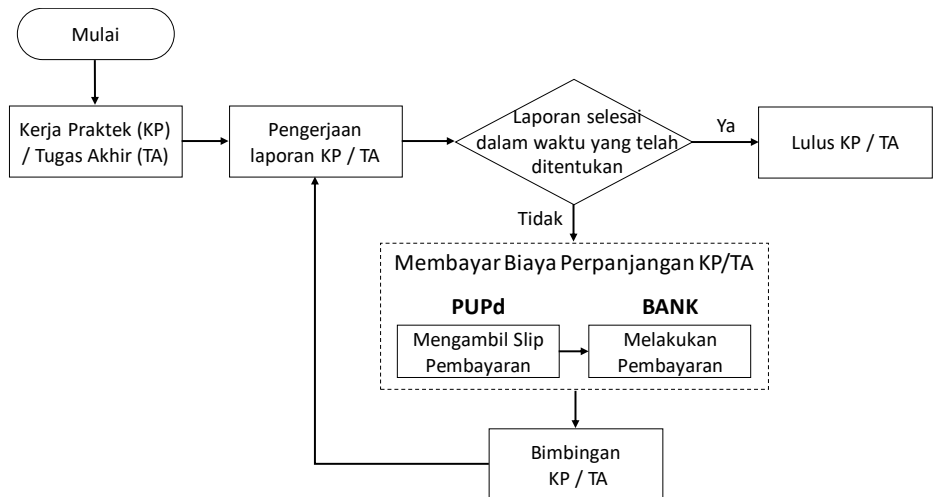 Mulai
Kerja Praktek (KP)
/ Tugas Akhir (TA)
Pengerjaan
laporan KP / TA
Laporan selesai
dalam waktu yang telah
ditentukan
Ya
Lulus KP / TA
Tidak
Membayar Biaya Perpanjangan KP/TA
PUPd
BANK
Mengambil Slip
Pembayaran
Melakukan
Pembayaran
Bimbingan
KP / TA